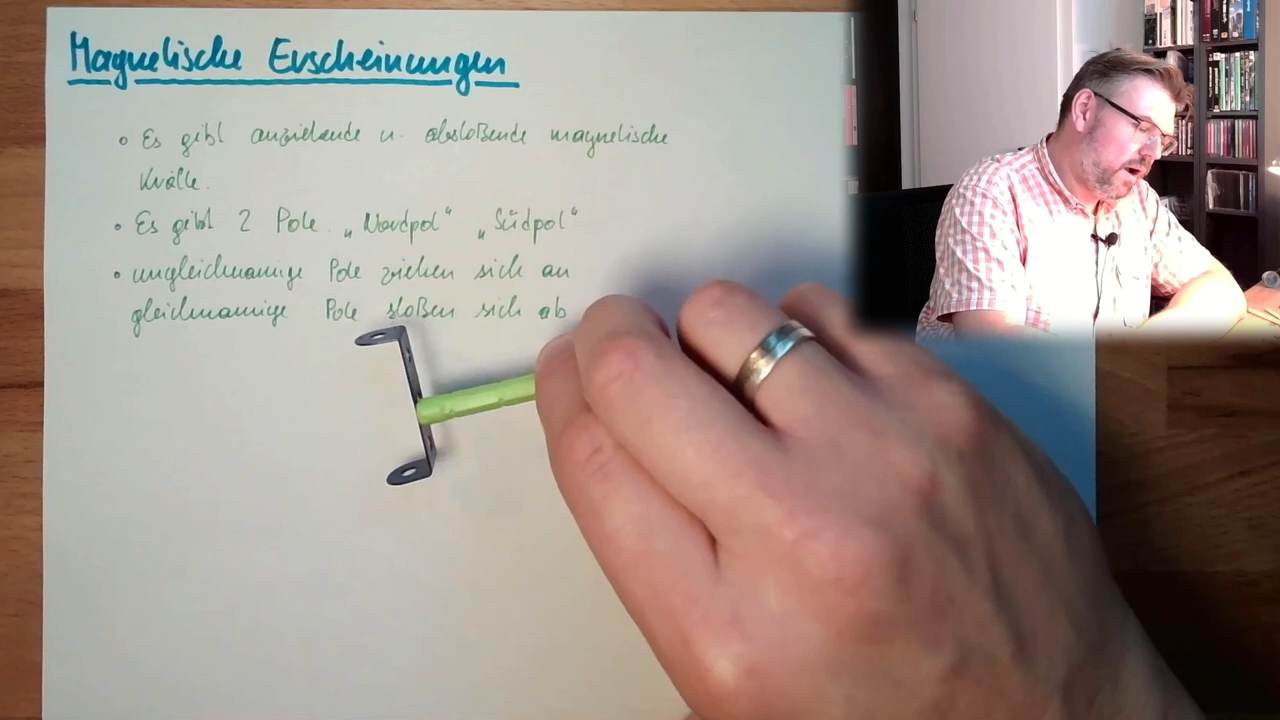 Magnetische Erscheinungen
• Es gibt anziehende u. abstoßende magnetische
Kräfte.
• Es gibt 2 Pole. „Nordpol“ „Südpol“
• ungleichnamige Pole ziehen sich an
gleichnamige Pole stoßen sich ab